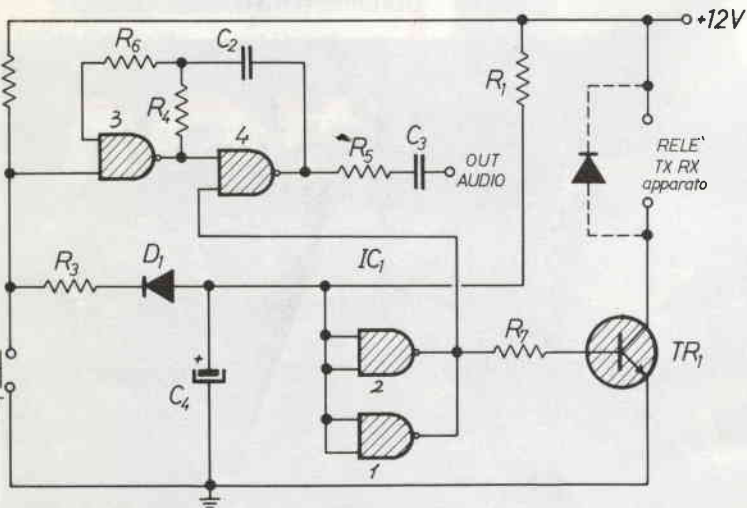 +12V
R6
C2
R1
R4
3
4
R5
C3
OUT
AUDIO
RELE'
TX RX
apparato
R3
D1
IC1
+
C4
2
R7
TR1
1